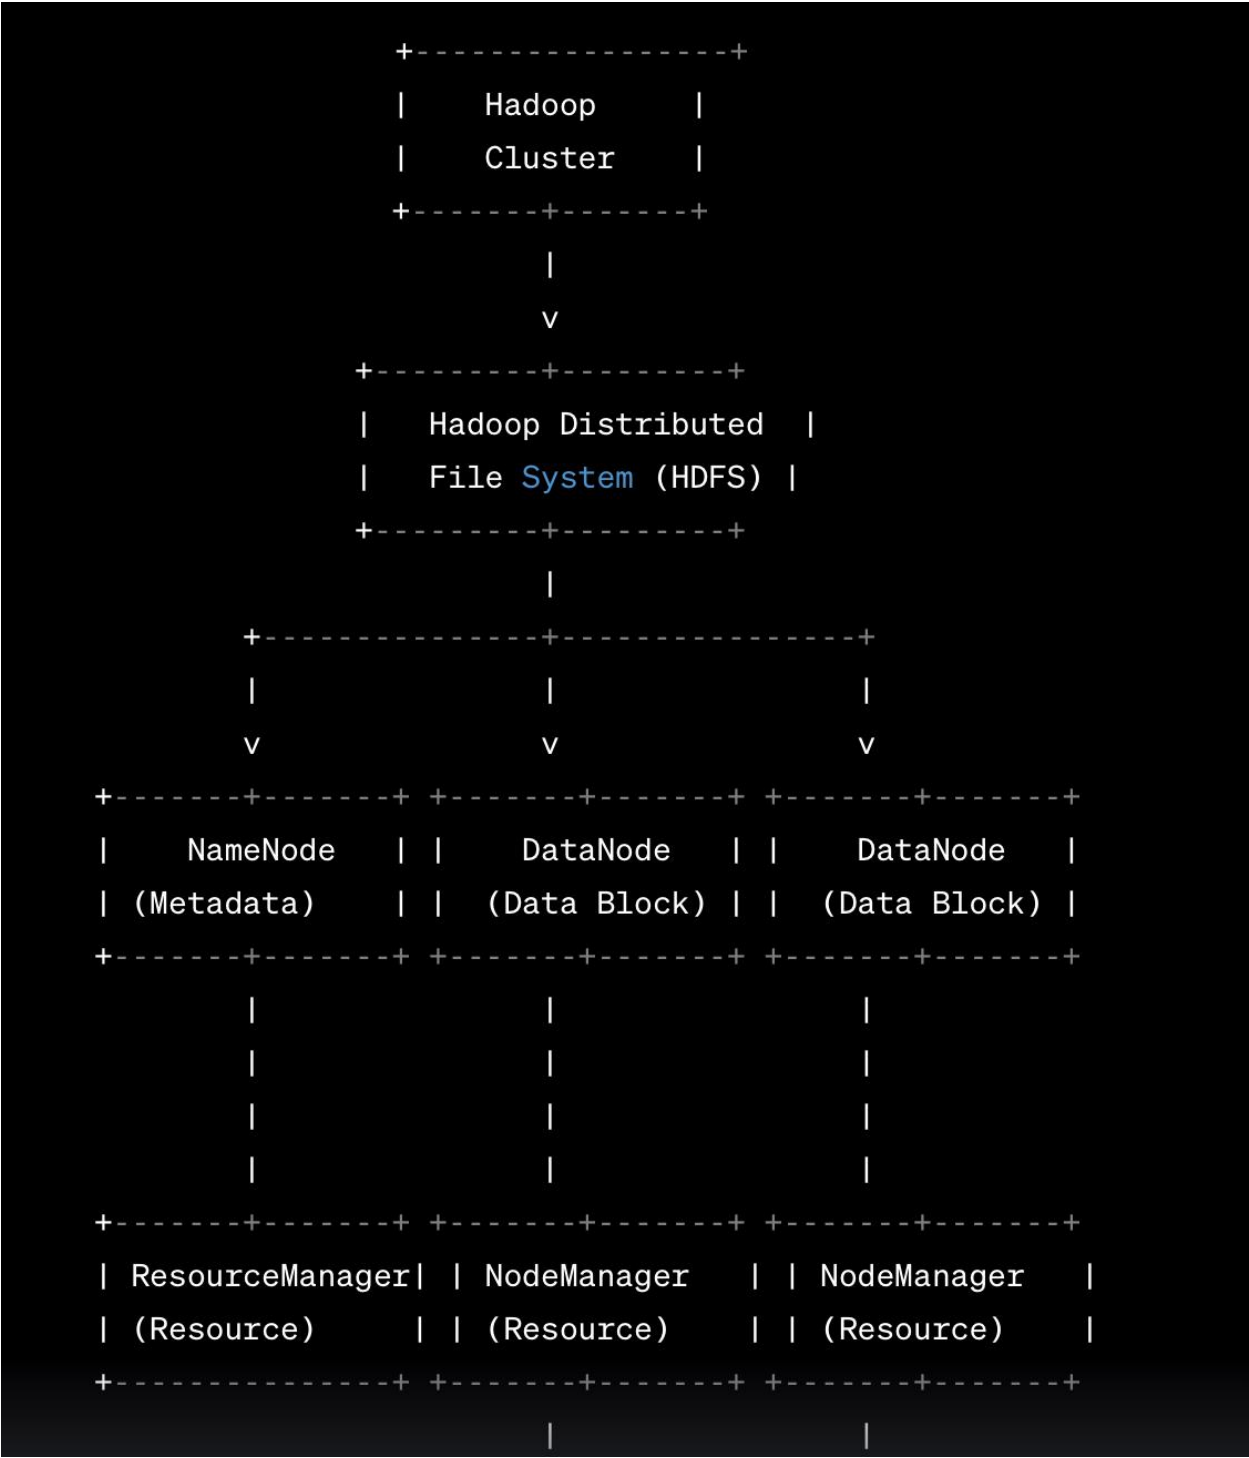 +-----------------+
|    Hadoop     |
|    Cluster    |
+-------+-------+
|
v
+---------+---------+
|   Hadoop Distributed  |
|   File System (HDFS) |
+---------+---------+
|
+---------------+----------------+
|               |                |
v               v                v
+-------+-------+ +-------+-------+ +-------+-------+
|    NameNode   | |    DataNode   | |    DataNode   |
| (Metadata)    | |  (Data Block) | |  (Data Block) |
+-------+-------+ +-------+-------+ +-------+-------+
|               |                |
|               |                |
|               |                |
|               |                |
+-------+-------+ +-------+-------+ +-------+-------+
| ResourceManager| | NodeManager   | | NodeManager   |
| (Resource)     | | (Resource)    | | (Resource)    |
+---------------+ +-------+-------+ +-------+-------+
|                |